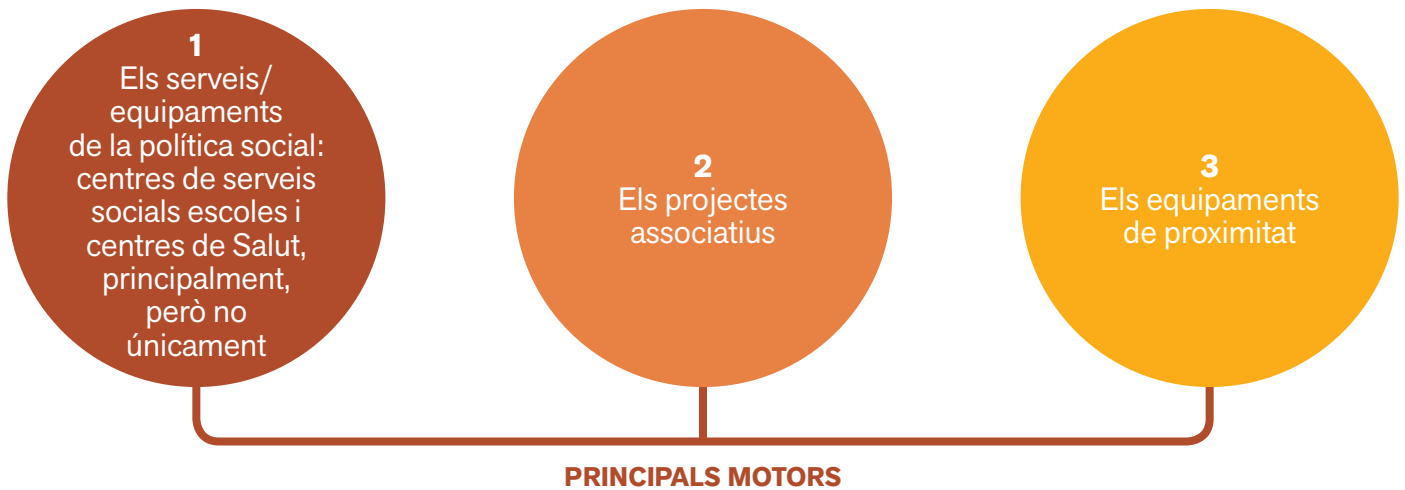 1
Els serveis/
equipaments
de la política social:
centres de serveis
socials escoles i
centres de Salut,
principalment,
però no
únicament
2
Els projectes
associatius
3
Els equipaments
de proximitat
PRINCIPALS MOTORS